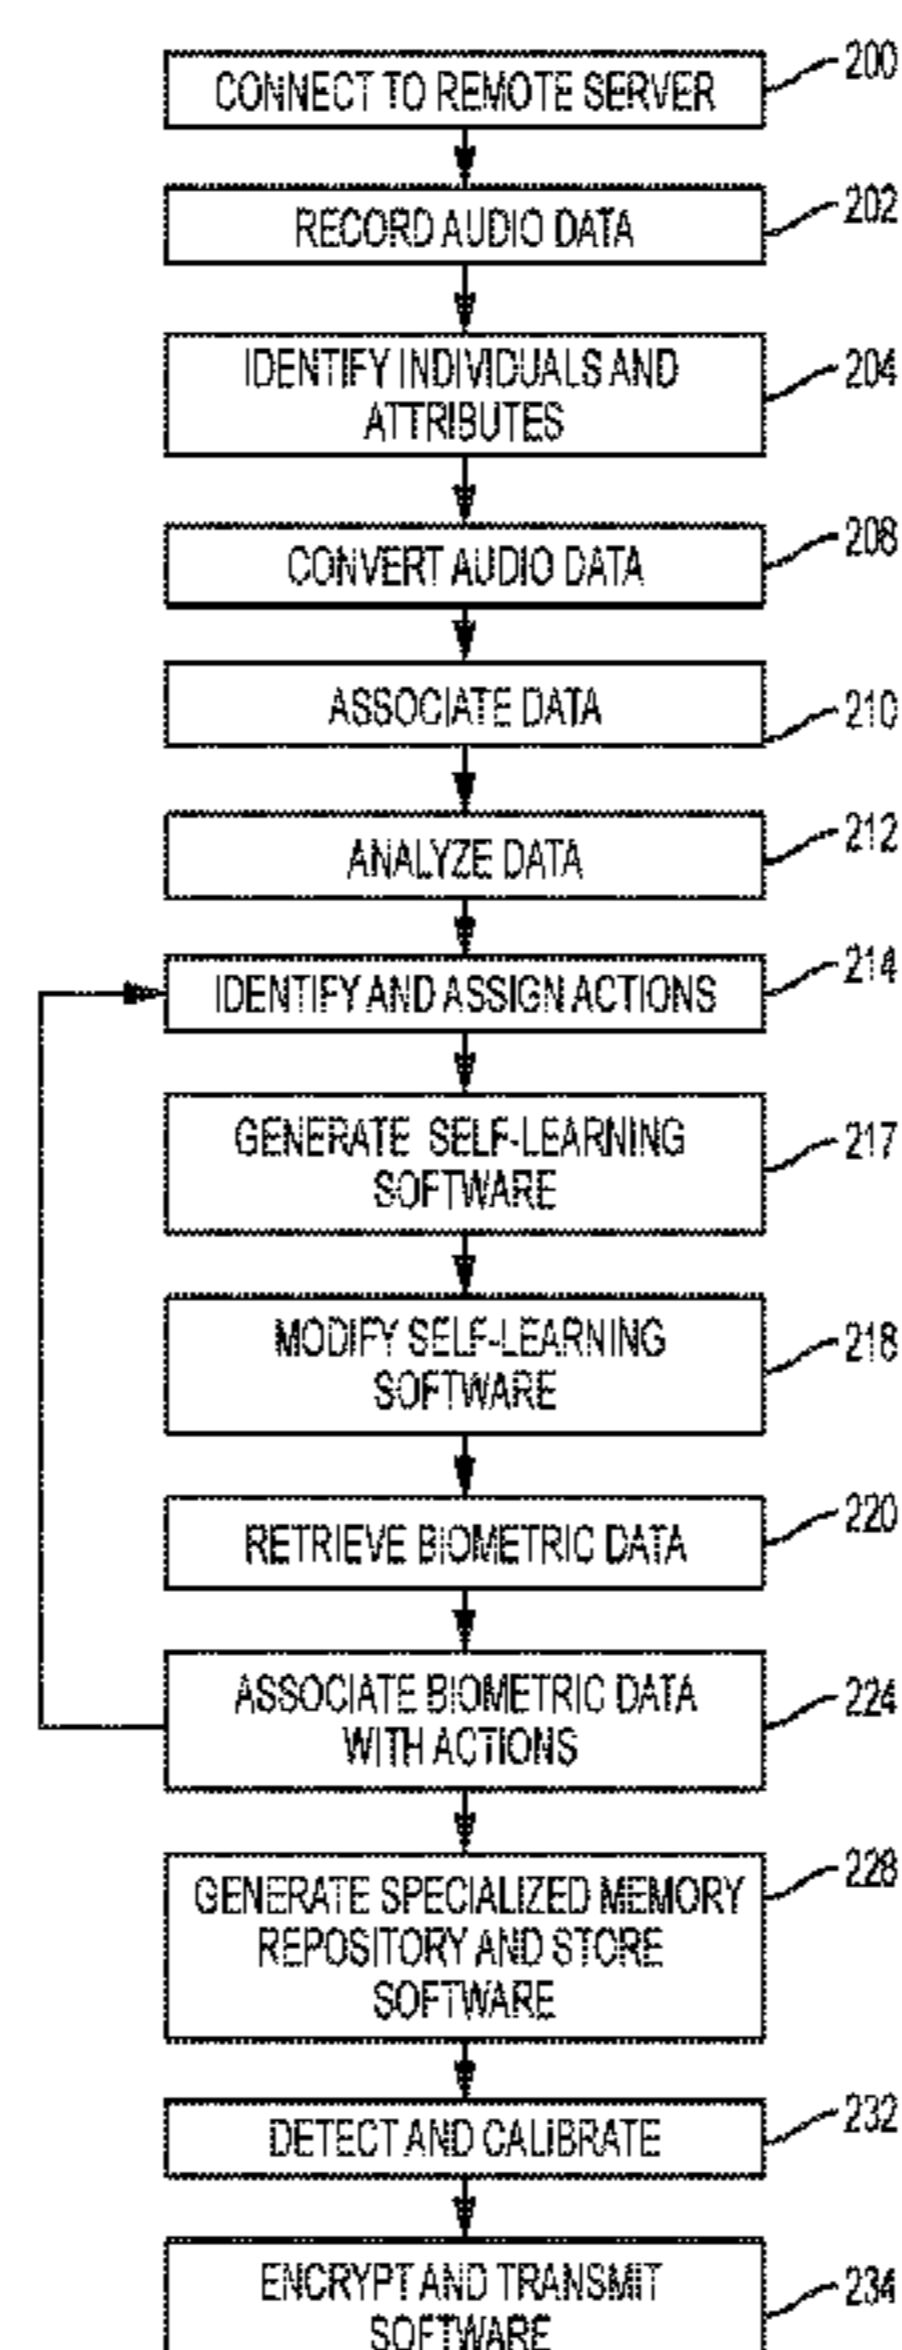 CONNECT TO REMOTE SERVER
200
RECORD AUDIO DATA
202
IDENTIFY INDIVIDUALS AND
ATTRIBUTES
204
CONVERT AUDIO DATA
208
ASSOCIATE DATA
210
ANALYZE DATA
212
IDENTIFY AND ASSIGN ACTIONS
214
GENERATE SELF-LEARNING
SOFTWARE
217
MODIFY SELF-LEARNING
SOFTWARE
218
RETRIEVE BIOMETRIC DATA
220
ASSOCIATE BIOMETRIC DATA
WITH ACTIONS
224
GENERATE SPECIALIZED MEMORY
REPOSITORY AND STORE
SOFTWARE
228
DETECT AND CALIBRATE
232
ENCRYPT AND TRANSMIT
SOFTWARE
234